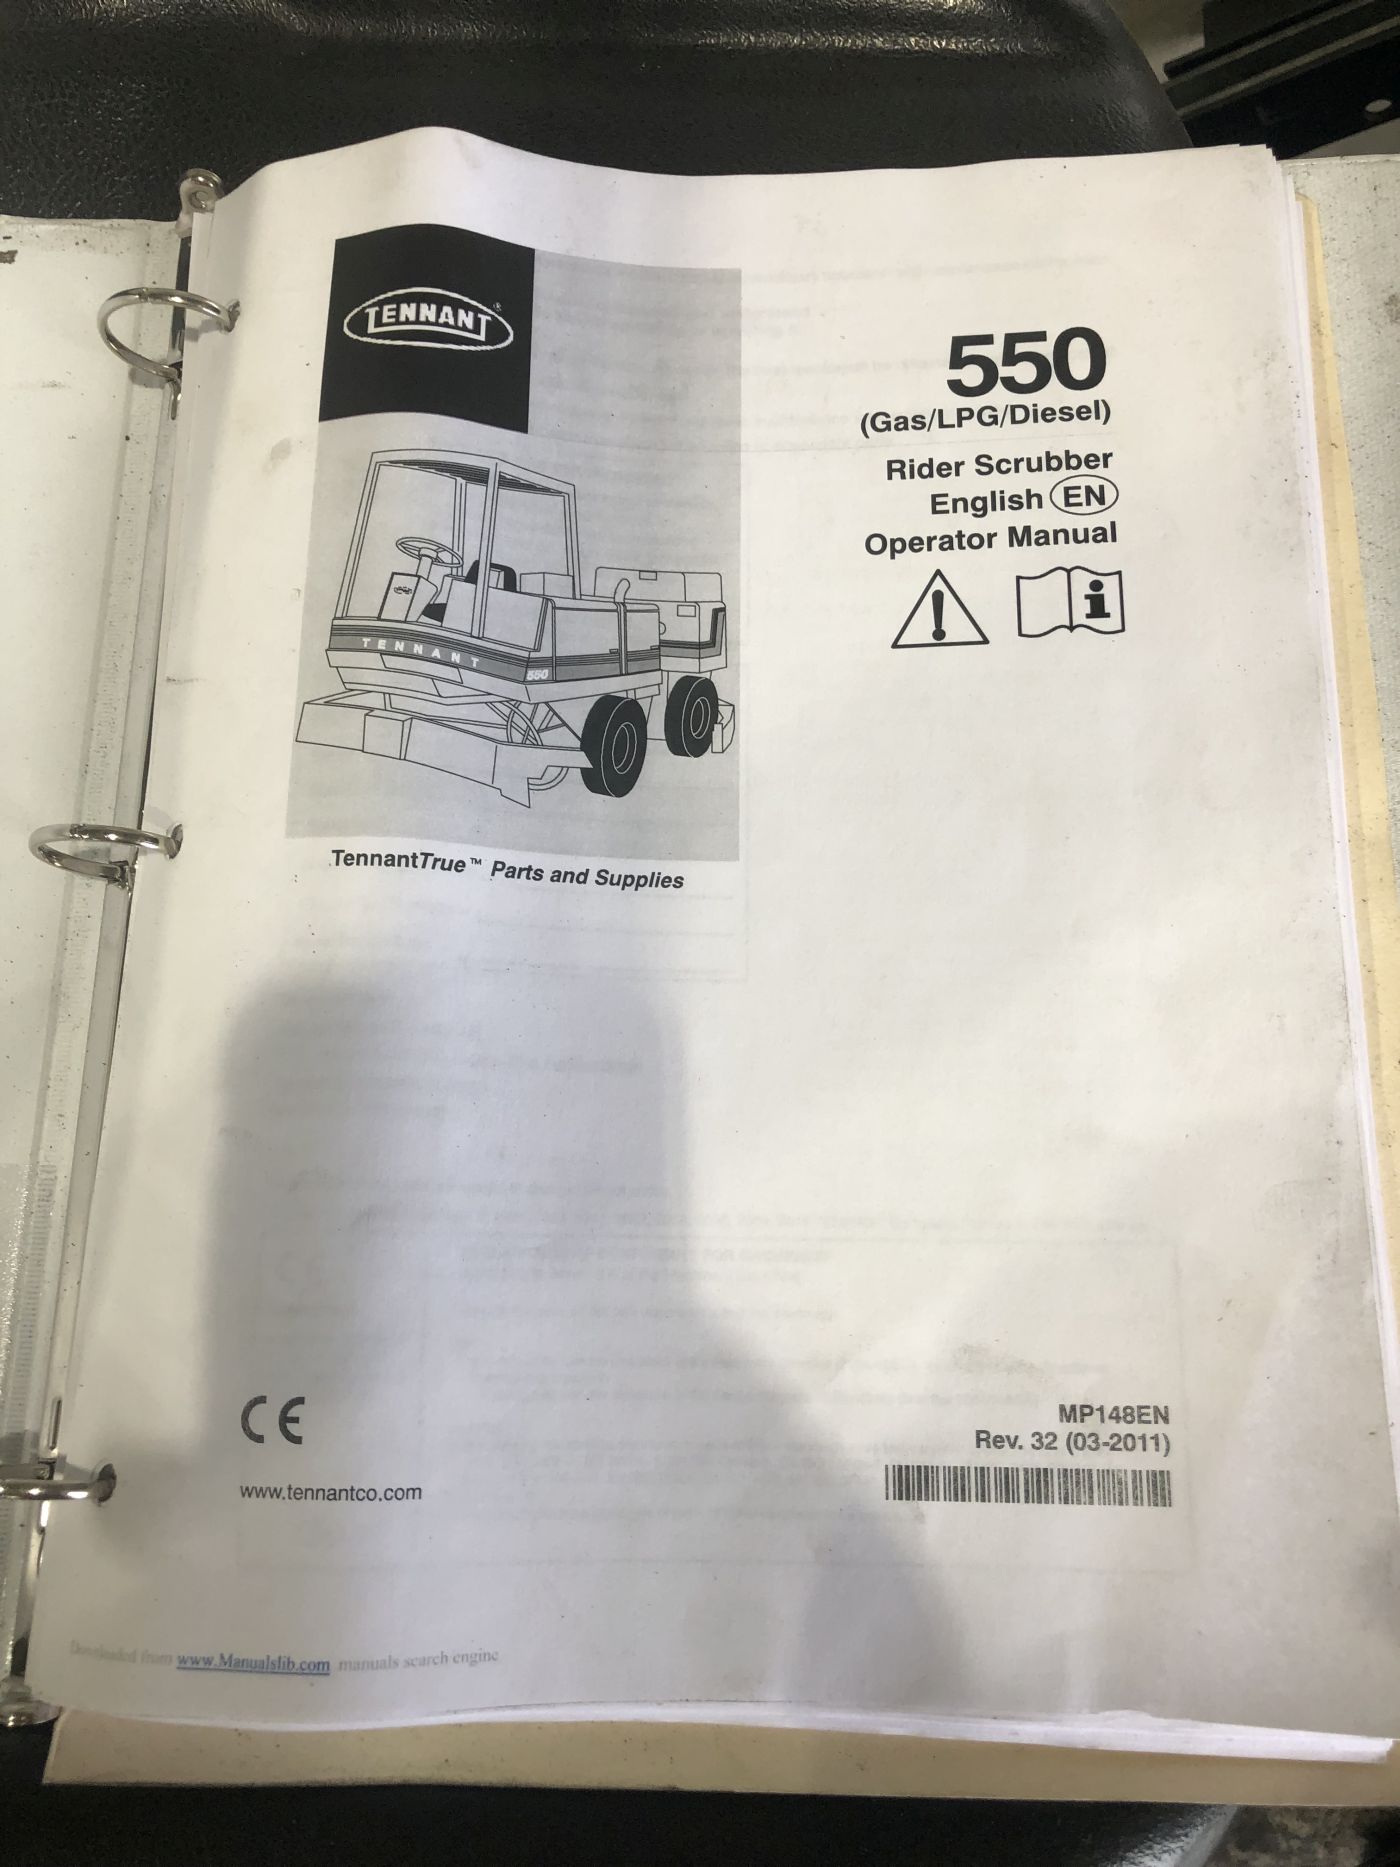 TENNANT®
550
(Gas/LPG/Diesel)
Rider Scrubber
English EN
Operator Manual
TENNANT
550
TennantTrue™ Parts and Supplies
MP148EN
Rev. 32 (03-2011)
www.tennantco.com
Downloaded from www.Manualslib.com manuals search engine